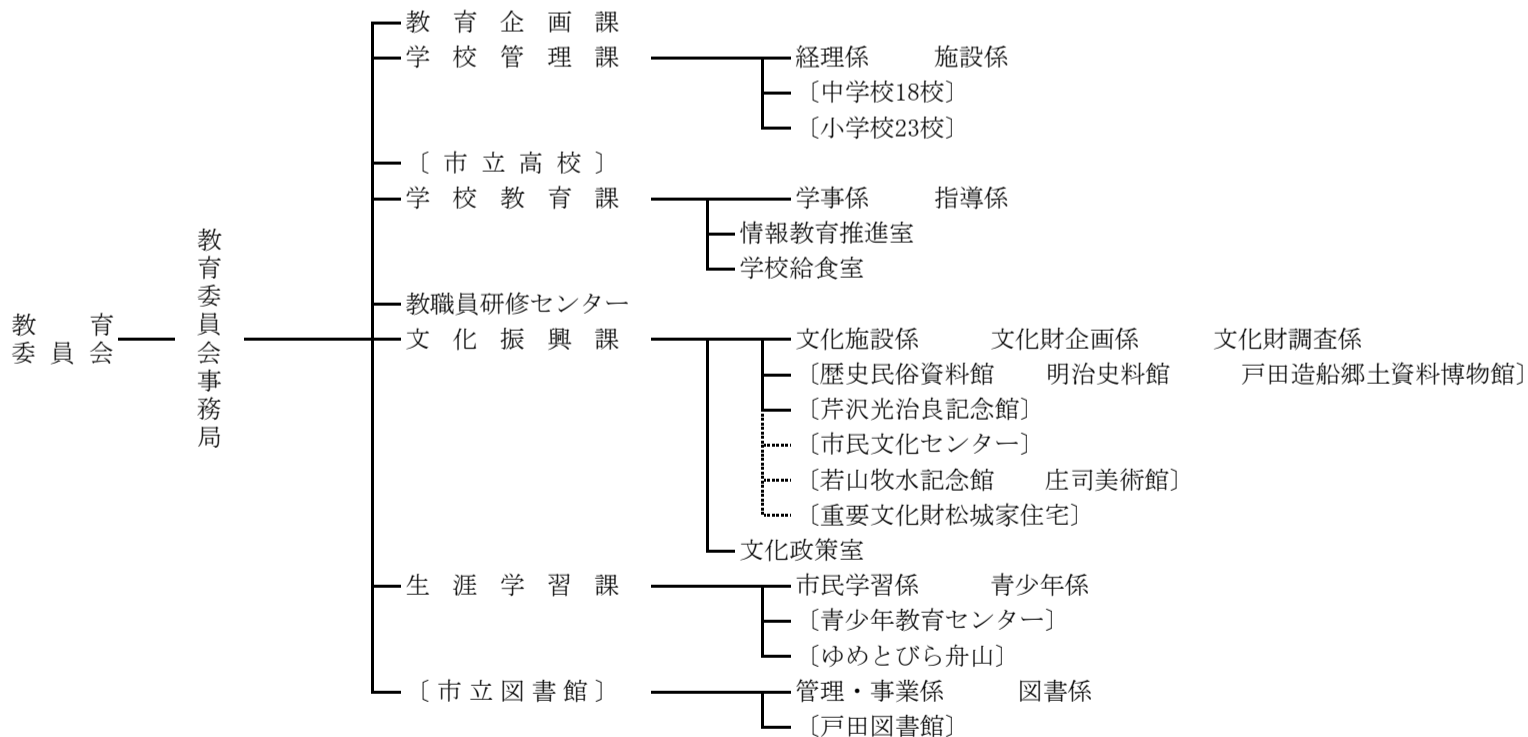 教育企画課
学校管理課 経理係 施設係
〔中学校18校〕
〔小学校23校〕
〔市立高校〕
学校教育課 学事係 指導係
情報教育推進室
学校給食室
教職員研修センター
教育委員会
教育委員会事務局
文化振興課 文化施設係 文化財企画係 文化財調査係
〔歴史民俗資料館 明治史料館 戸田造船郷土資料博物館〕
〔芹沢光治良記念館〕
〔市民文化センター〕
〔若山牧水記念館 庄司美術館〕
〔重要文化財松城家住宅〕
文化政策室
生涯学習課 市民学習係 青少年係
〔青少年教育センター〕
〔ゆめとびら舟山〕
〔市立図書館〕 管理・事業係 図書係
〔戸田図書館〕